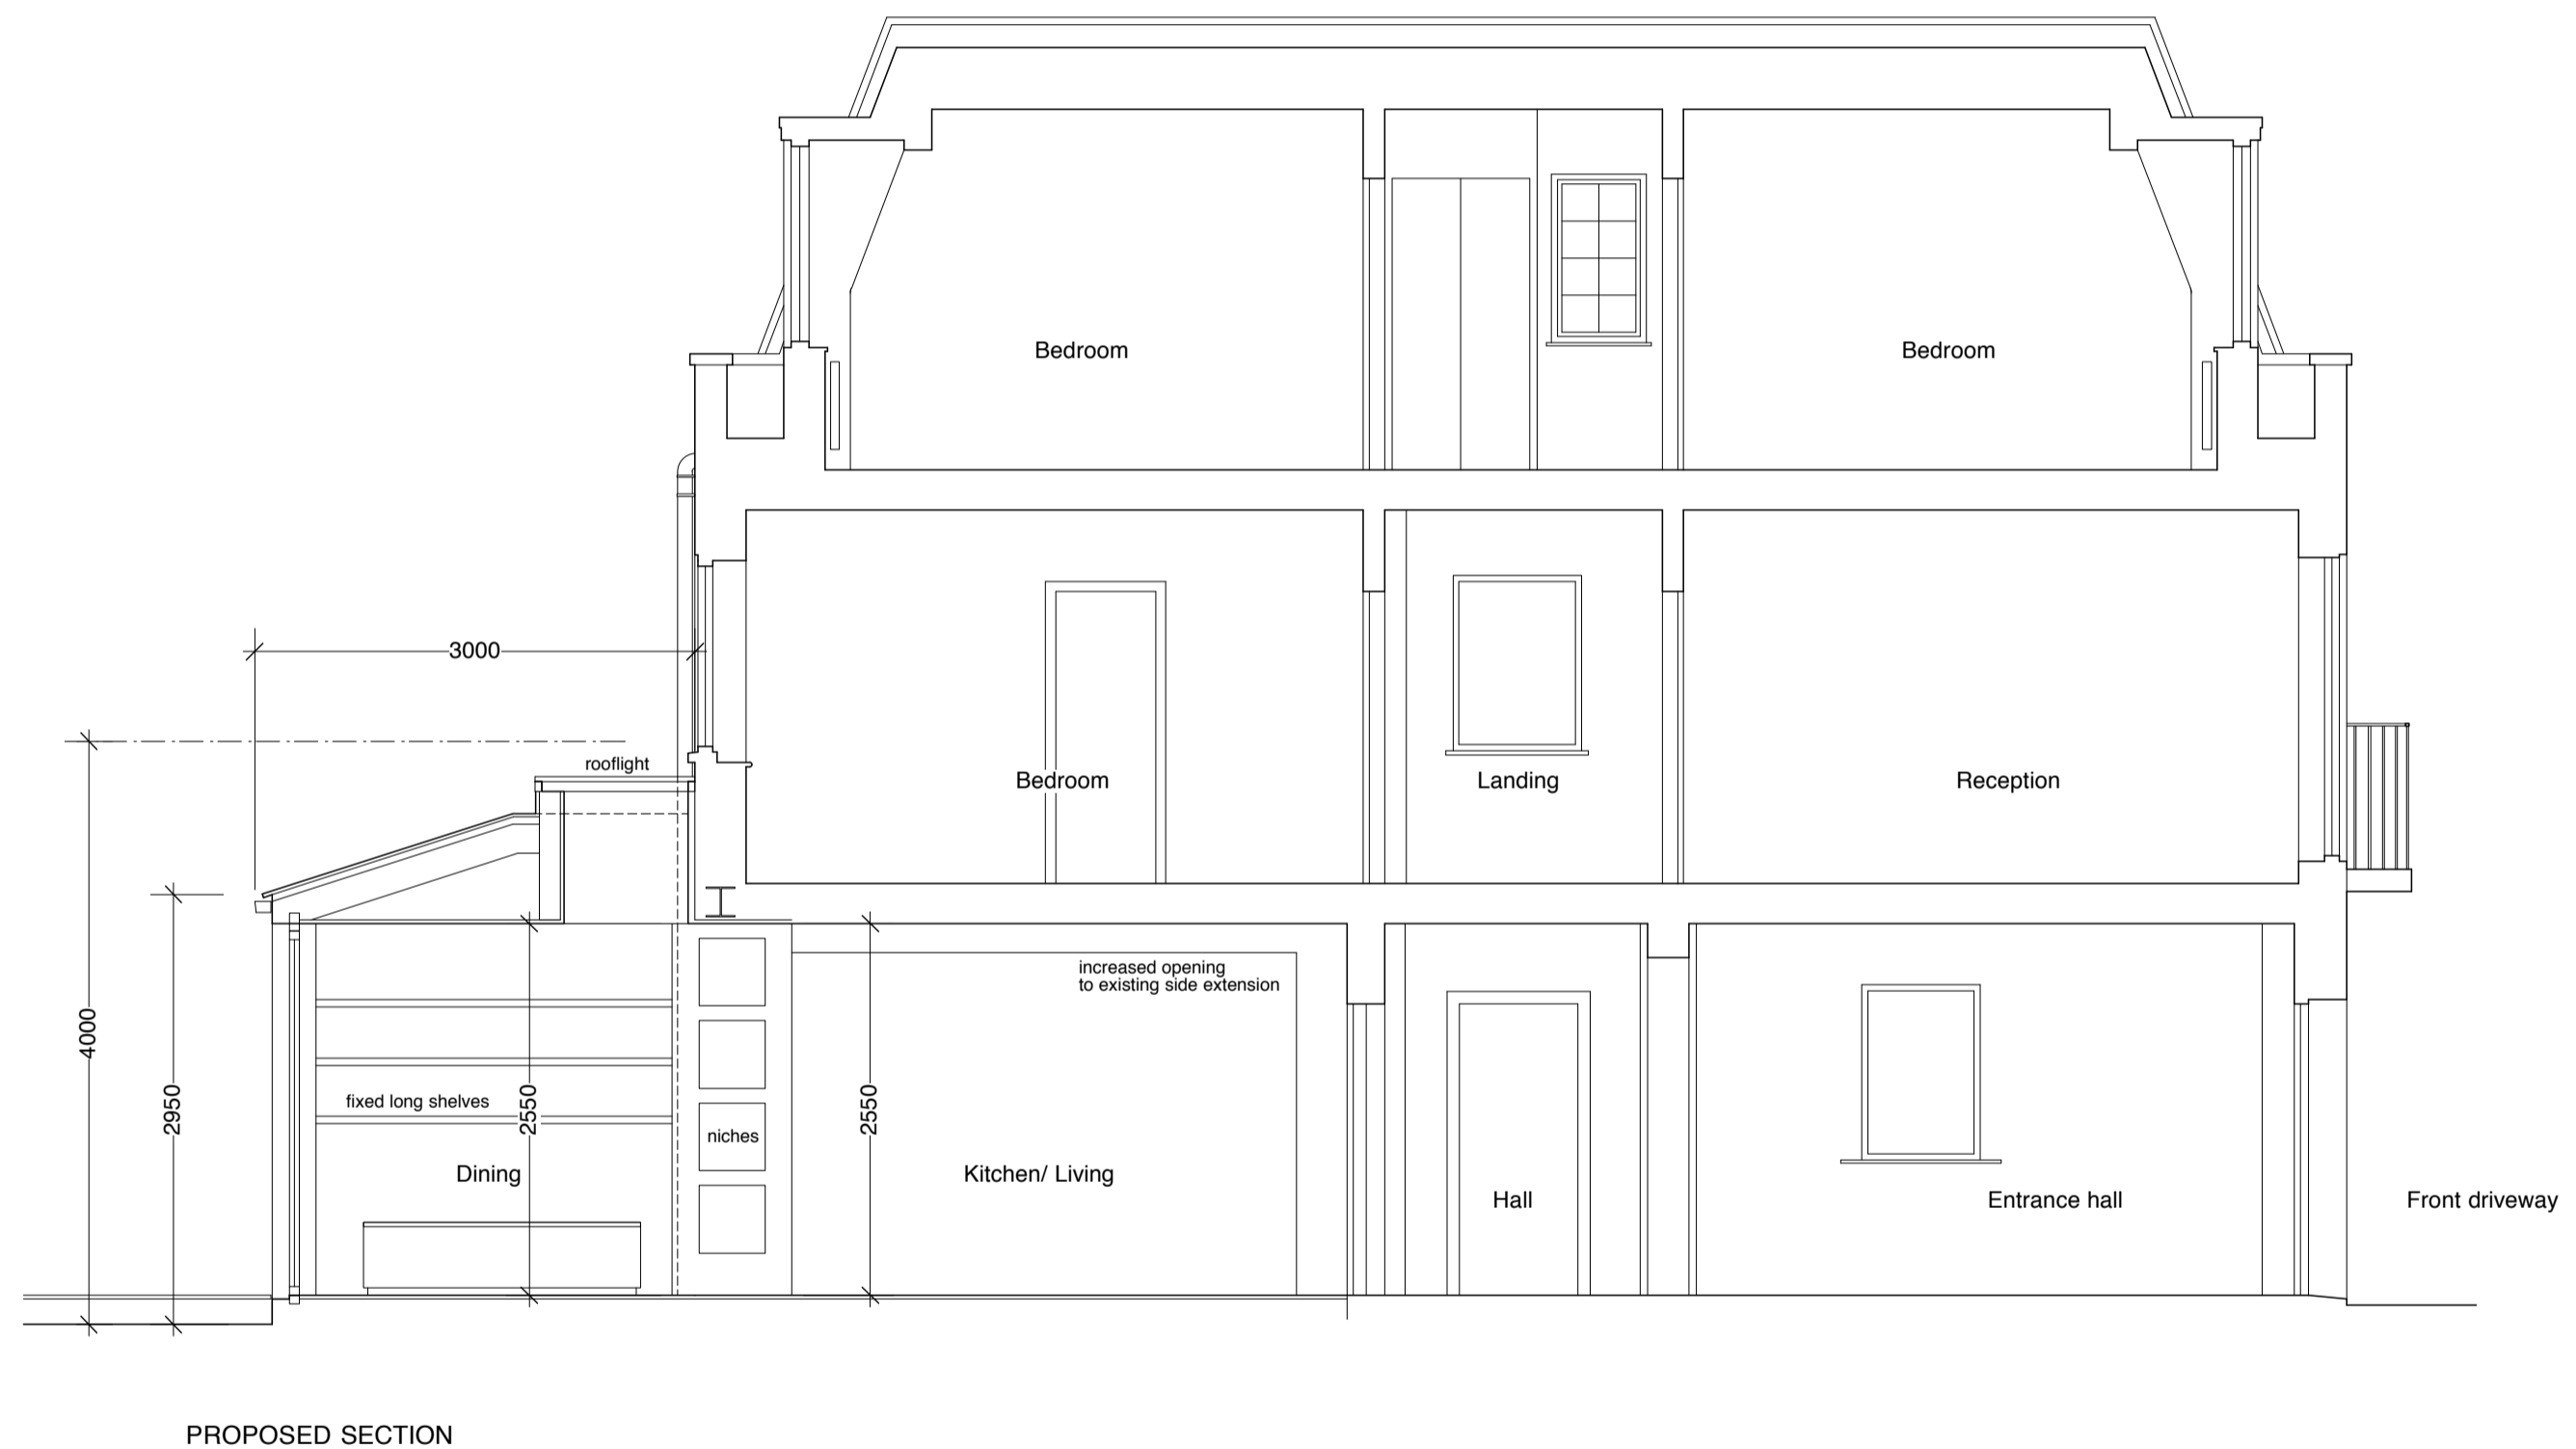 Bedroom
Bedroom
3000
rooflight
Bedroom
Landing
Reception
increased opening
to existing side extension
4000
2950
fixed long shelves
2550
niches
2550
Dining
Kitchen/ Living
Hall
Entrance hall
Front driveway
PROPOSED SECTION